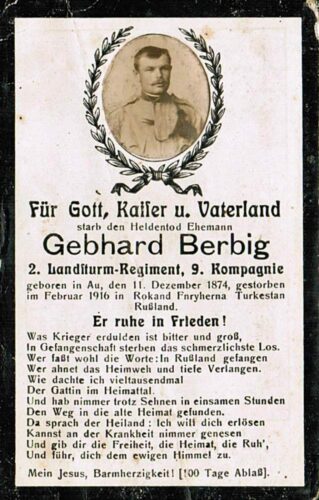 Für Gott, Kaiser u. Vaterland
starb den Heldentod Ehemann
Gebhard Berbig
2. Landsturm-Regiment, 9. Kompagnie
geboren in Au, den 11. Dezember 1874, gestorben
im Februar 1916 in Rokand Fnryherna Turkestan
Rußland.
Er ruhe in Frieden!
Was Krieger erdulden ist bitter und groß,
In Gefangenschaft sterben das schmerzlichste Los.
Wer faßt wohl die Worte: In Rußland gefangen
Wer ahnet das Heimweh und tiefe Verlangen.
Wie dachte ich vieltausendmal
Der Gattin im Heimattal.
Und hab nimmer trotz Sehnen in einsamen Stunden
Den Weg in die alte Heimat gefunden.
Da sprach der Heiland: Ich will dich erlösen
Kannst an der Krankheit nimmer genesen
Und gib dir die Freiheit, die Heimat, die Ruh',
Und führ, dich dem ewigen Himmel zu.
Mein Jesus, Barmherzigkeit! [100 Tage Ablaß].